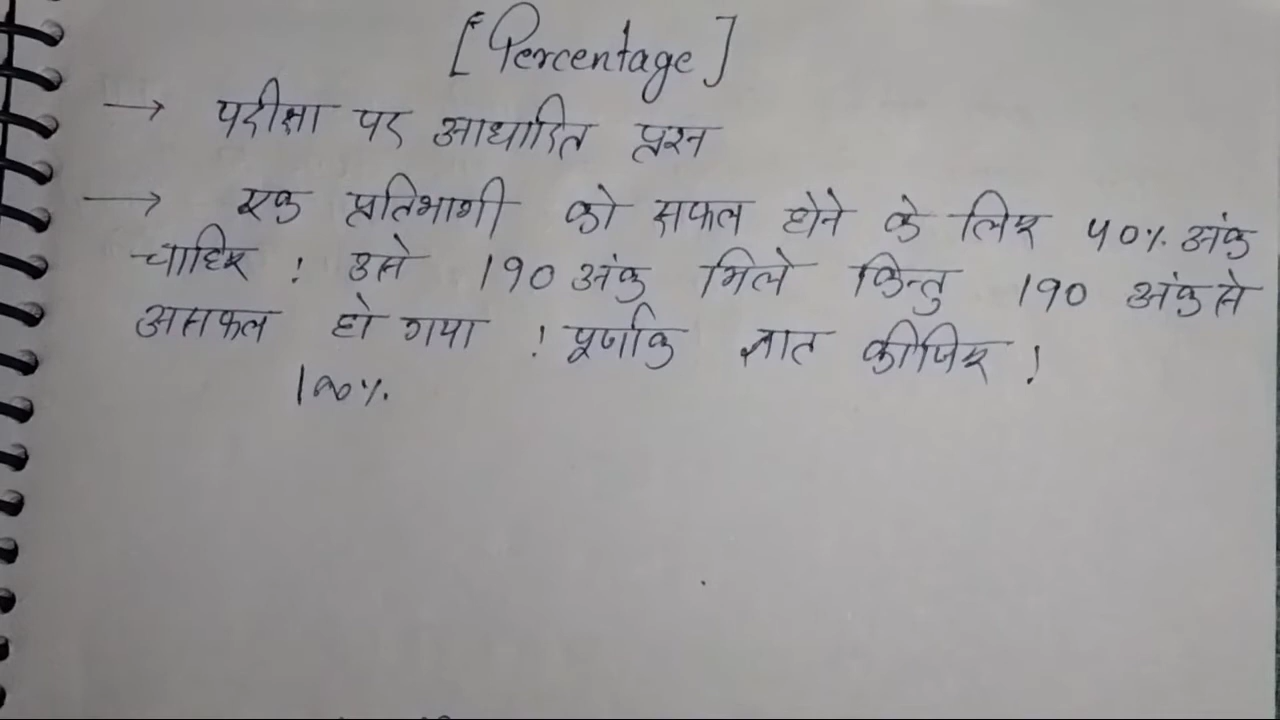 [Percentage]
→ परीक्षा पर आधारित प्रश्न
→ एक प्रतिभागी को सफल होने के लिए 40% अंक
चाहिए ! उसे 190 अंक मिले किन्तु 190 अंक से
असफल हो गया ! पूर्णांक ज्ञात कीजिए !
100%